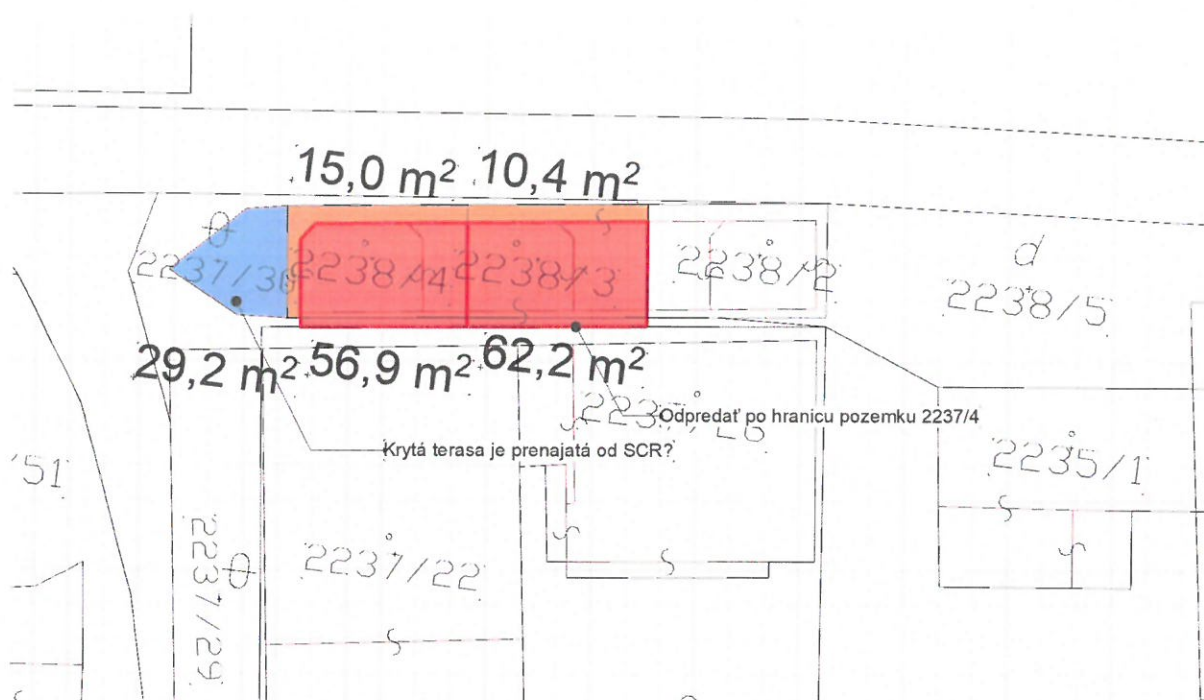 15,0 m² 10,4 m²
2237/30 2238/4 2238/3 2238/2
d
2238/5
29,2 m² 56,9 m² 62,2 m²
Odpredať po hranicu pozemku 2237/4
Krytá terasa je prenajatá od SCR?
2235/1
'51
2237/22
2237/29